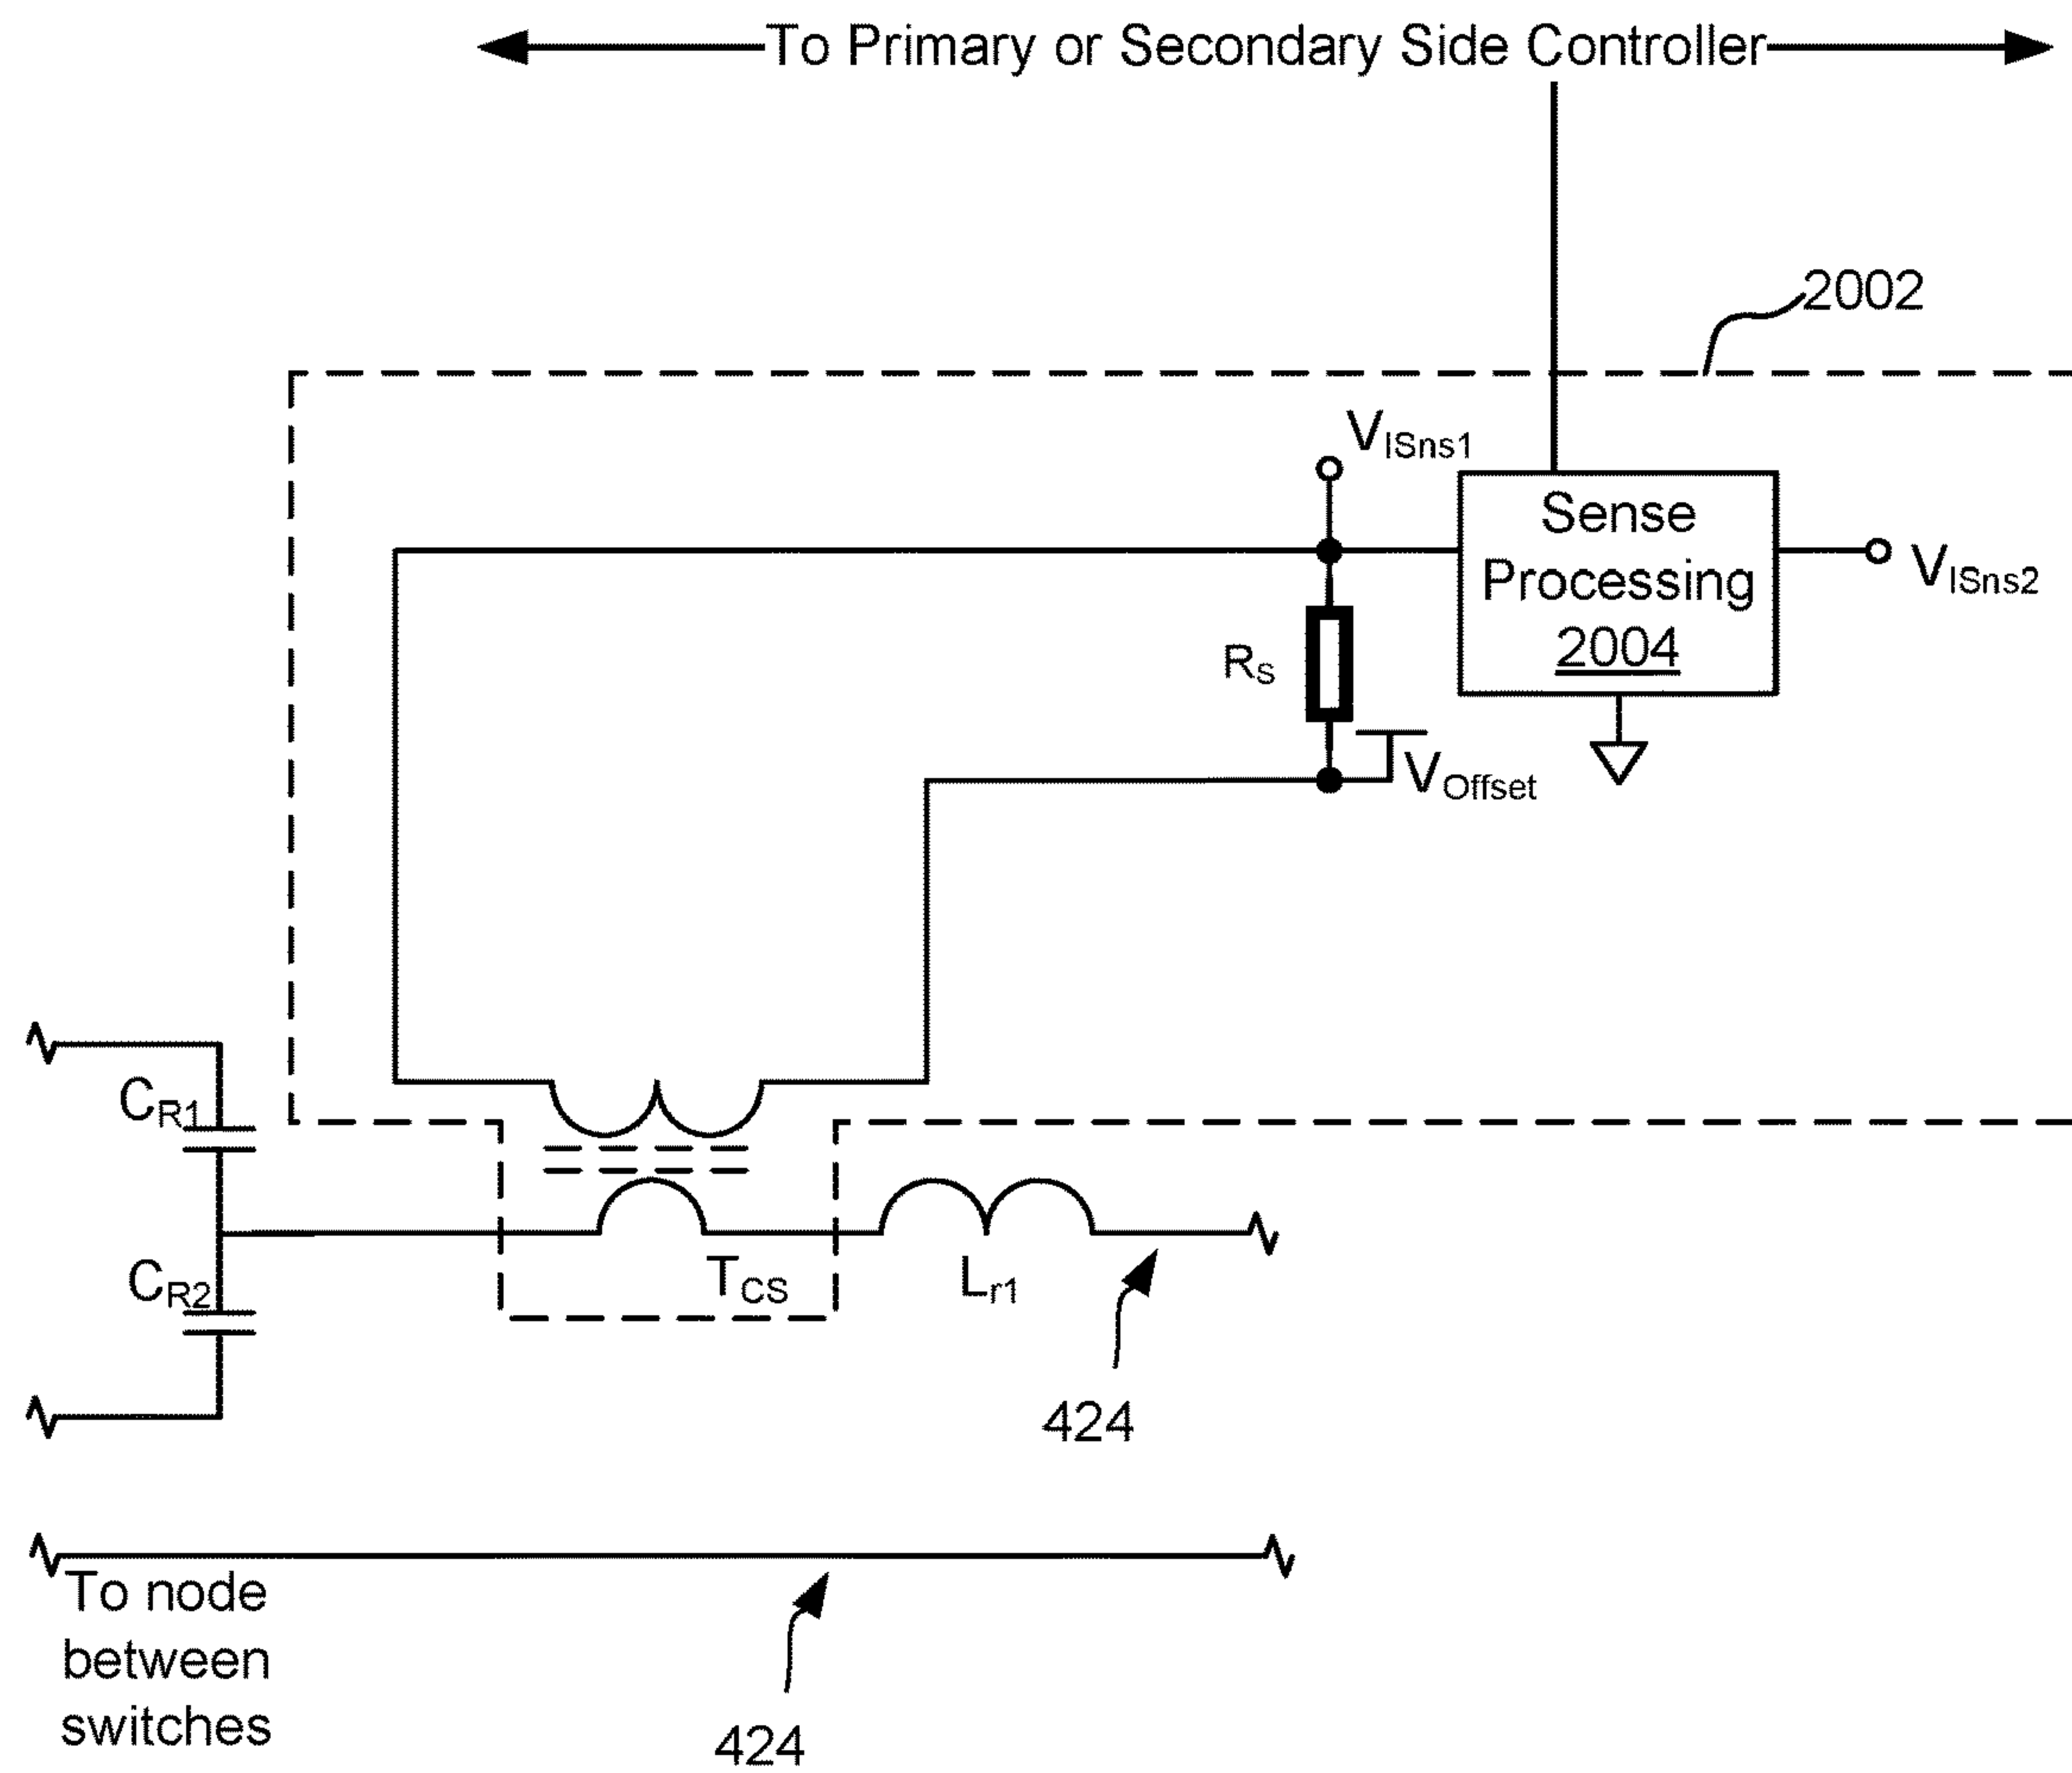 To Primary or Secondary Side Controller
2002
VISns1
Sense
Processing
2004
VISns2
RS
VOffset
CR1
CR2
TCS
Lr1
424
To node
between
switches
424